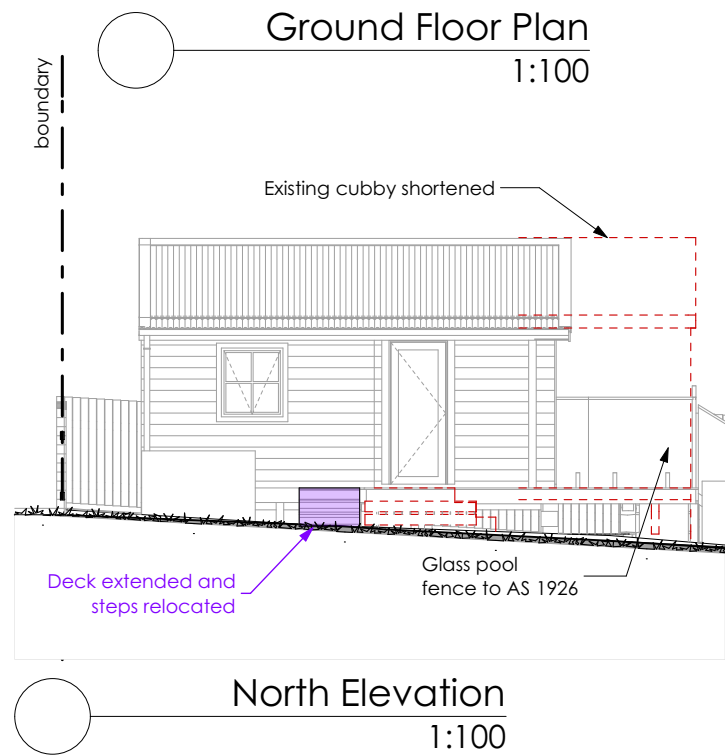 Ground Floor Plan
1:100
boundary
Existing cubby shortened
Deck extended and
steps relocated
Glass pool
fence to AS 1926
North Elevation
1:100